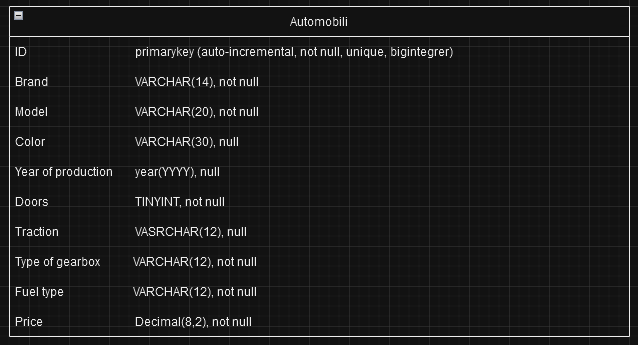 Automobili
ID primarykey (auto-incremental, not null, unique, bigintegrer)
Brand VARCHAR(14), not null
Model VARCHAR(20), not null
Color VARCHAR(30), null
Year of production year(YYYY), null
Doors TINYINT, not null
Traction VASRCHAR(12), null
Type of gearbox VARCHAR(12), not null
Fuel type VARCHAR(12), not null
Price Decimal(8,2), not null